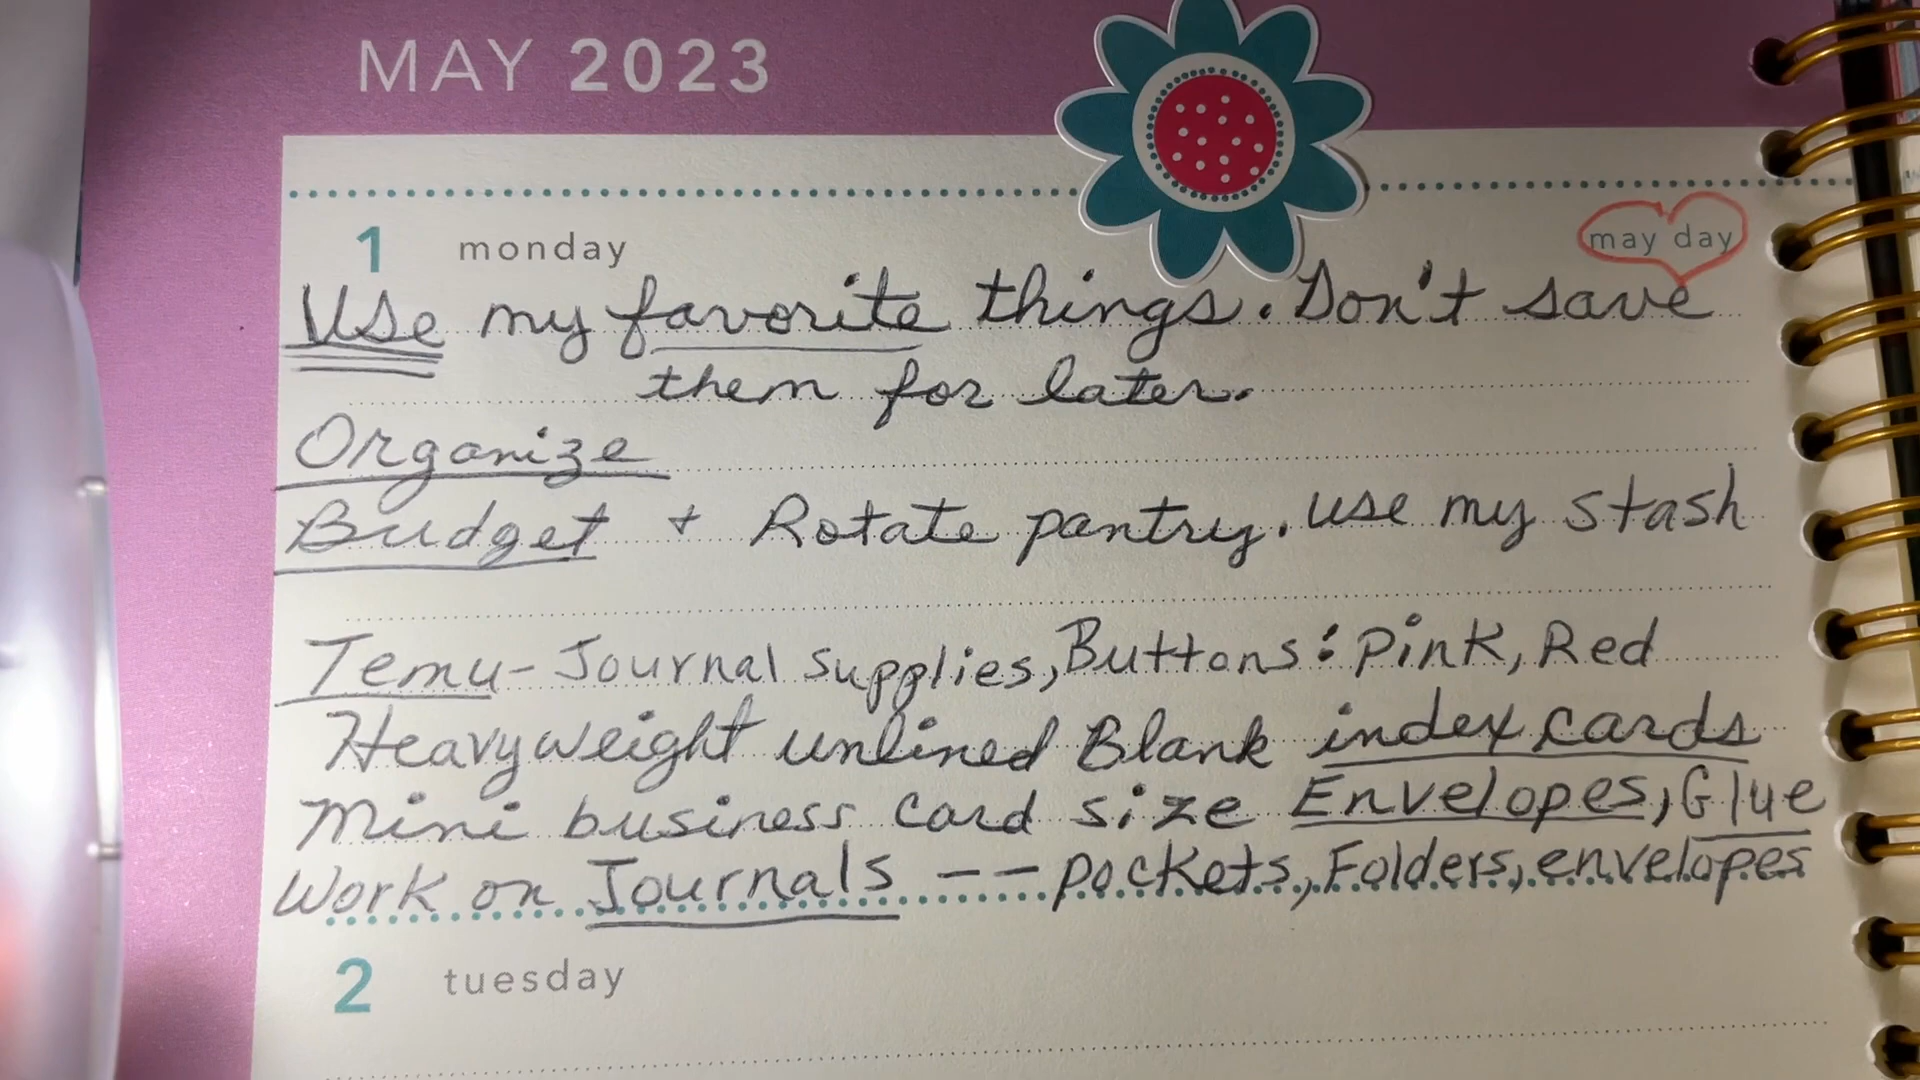 MAY 2023
1 monday may day
Use my favorite things. Don't save
them for later.
Organize
Budget + Rotate pantry. use my stash
Temu - Journal supplies, Buttons: Pink, Red
Heavyweight unlined Blank index cards
Mini business card size Envelopes, Glue
Work on Journals -- pockets, Folders, envelopes
2 tuesday